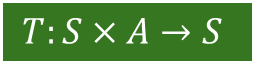 T: S × A → S